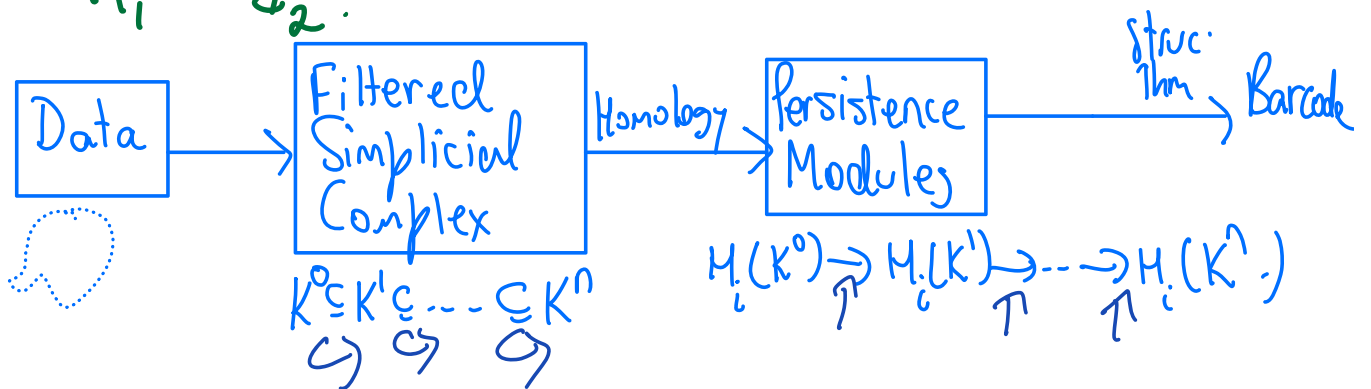 2.
Data
Filtered
Simplicial
Complex
Homology
Persistence
Modules
Struc.
Thm
Barcode
K⁰ ⊆ K¹ ⊆ ---- ⊆ Kⁿ
Hᵢ(K⁰) → Hᵢ(K¹) → --- → Hᵢ(Kⁿ)